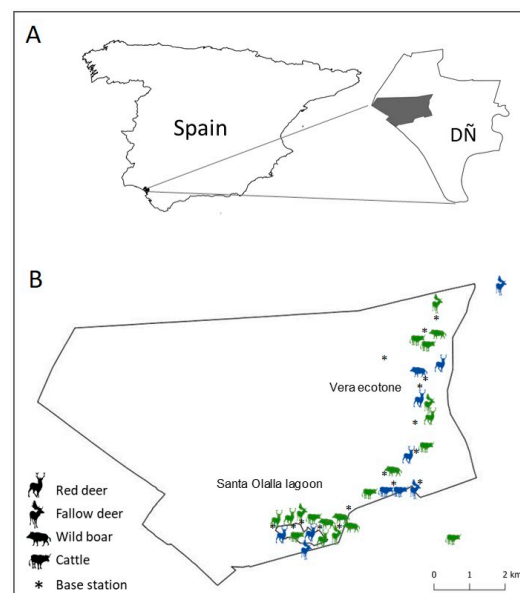 A
Spain
DÑ
B
Vera ecotone
Santa Olalla lagoon
Red deer
Fallow deer
Wild boar
Cattle
* Base station
0 1 2 km